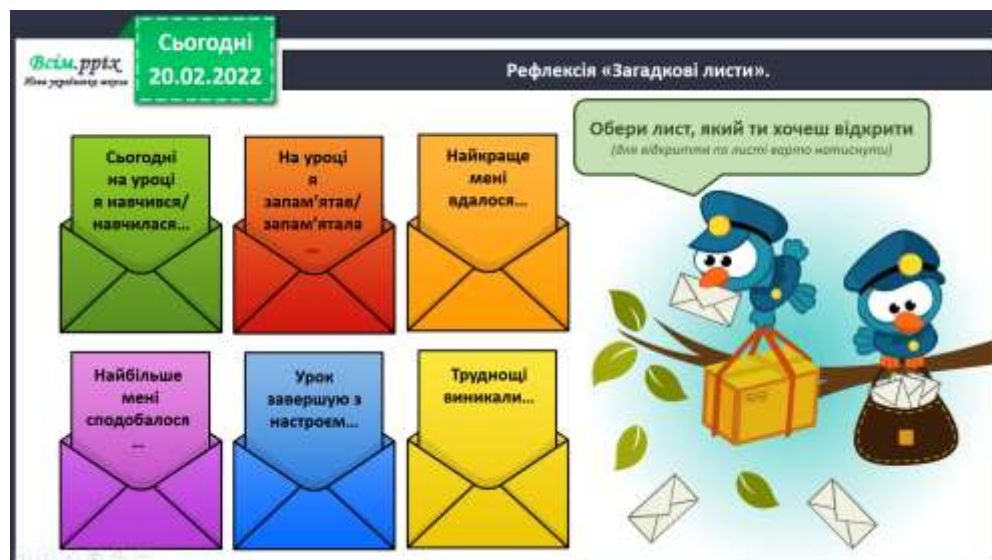 Всім.pptx
Нова українська школа
Сьогодні
20.02.2022
Рефлексія «Загадкові листи».
Обери лист, який ти хочеш відкрити
(для відкриття по листі варто натиснути)
Сьогодні
на уроці
я навчився/
навчилася...
На уроці
я
запам'ятав/
запам'ятала
...
Найкраще
мені
вдалося...
Найбільше
мені
сподобалося
...
Урок
завершую з
настроєм...
Труднощі
виникали...